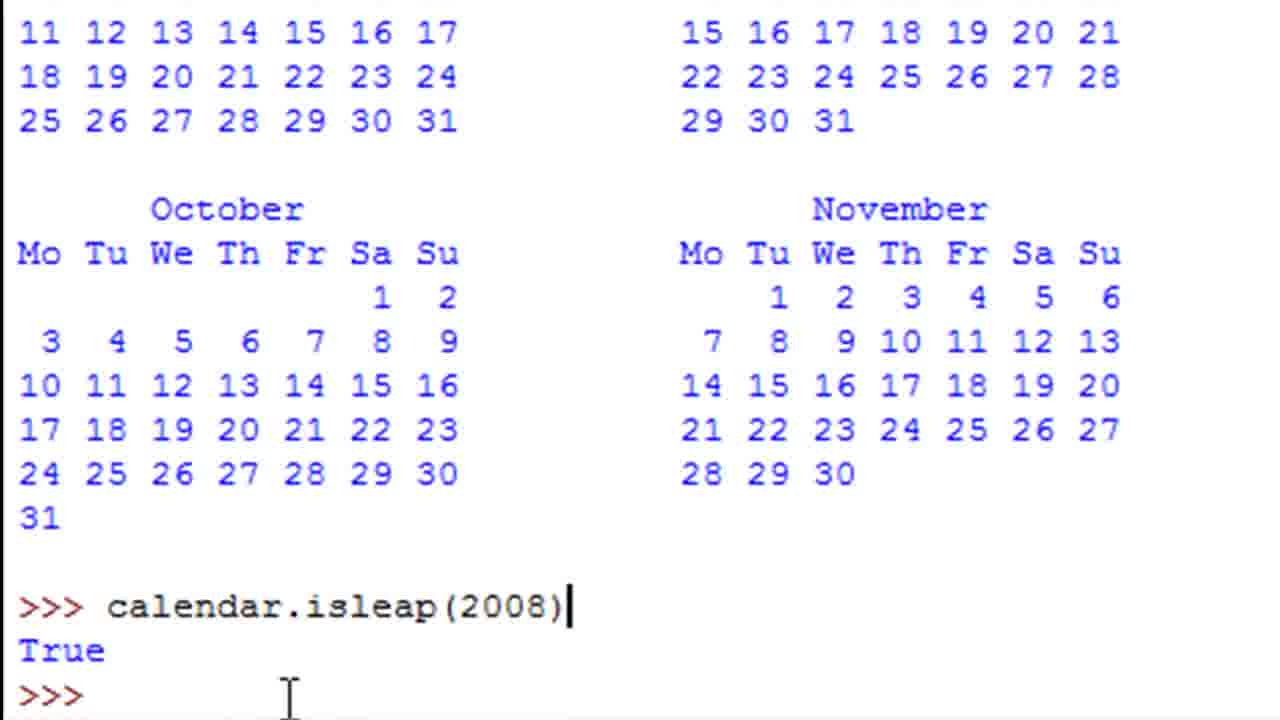 11 12 13 14 15 16 17 15 16 17 18 19 20 21
18 19 20 21 22 23 24 22 23 24 25 26 27 28
25 26 27 28 29 30 31 29 30 31
October November
Mo Tu We Th Fr Sa Su Mo Tu We Th Fr Sa Su
1 2 1 2 3 4 5 6
3 4 5 6 7 8 9 7 8 9 10 11 12 13
10 11 12 13 14 15 16 14 15 16 17 18 19 20
17 18 19 20 21 22 23 21 22 23 24 25 26 27
24 25 26 27 28 29 30 28 29 30
31
>>> calendar.isleap(2008)
True
>>>